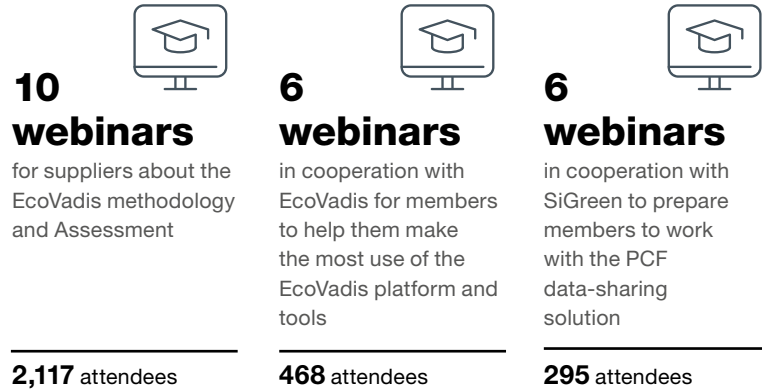 10
webinars
for suppliers about the
EcoVadis methodology
and Assessment
2,117 attendees
6
webinars
in cooperation with
EcoVadis for members
to help them make
the most use of the
EcoVadis platform and
tools
468 attendees
6
webinars
in cooperation with
SiGreen to prepare
members to work
with the PCF
data-sharing
solution
295 attendees